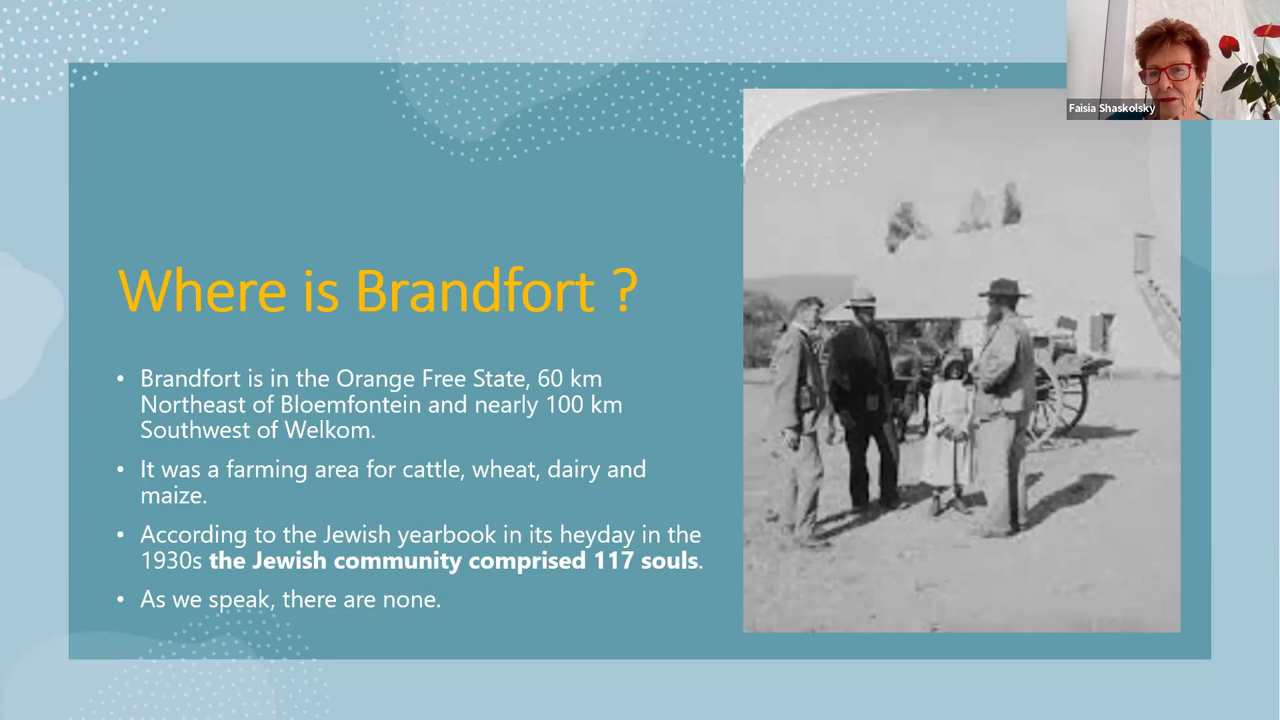 Faisia Shaskolsky
Where is Brandfort ?
• Brandfort is in the Orange Free State, 60 km
Northeast of Bloemfontein and nearly 100 km
Southwest of Welkom.
• It was a farming area for cattle, wheat, dairy and
maize.
• According to the Jewish yearbook in its heyday in the
1930s the Jewish community comprised 117 souls.
• As we speak, there are none.